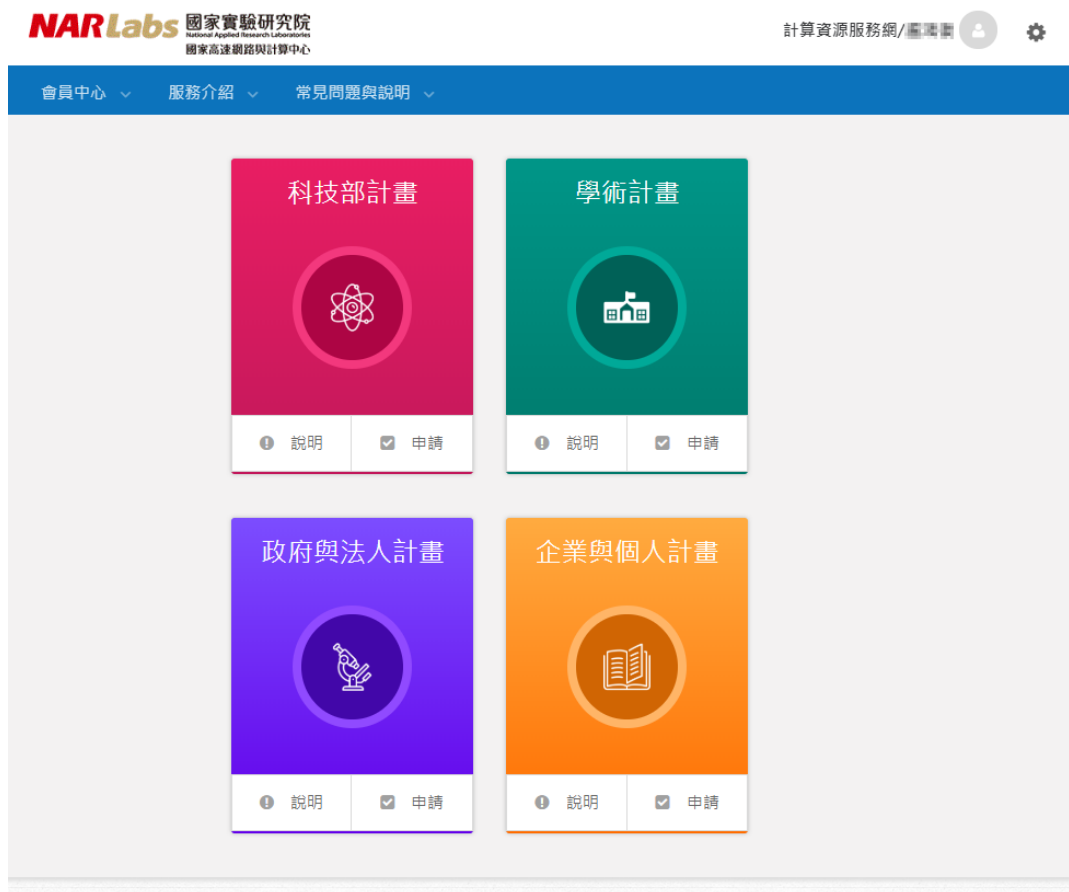 NARLabs 國家實驗研究院
National Applied Research Laboratories
國家高速網路與計算中心
計算資源服務網/
會員中心 服務介紹 常見問題與說明
科技部計畫 學術計畫
說明 申請 說明 申請
政府與法人計畫 企業與個人計畫
說明 申請 說明 申請